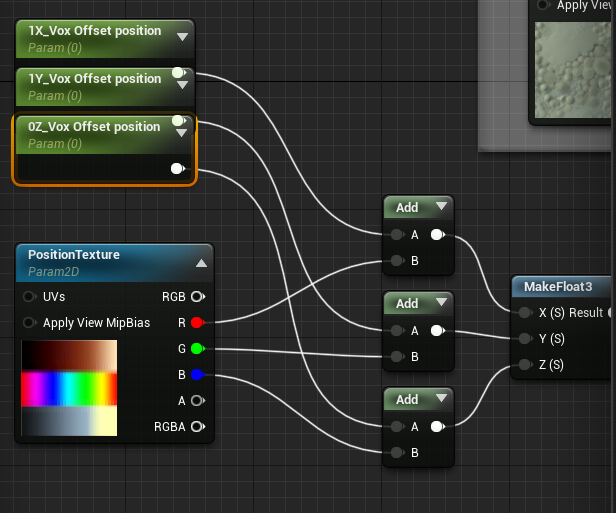 1X_Vox Offset position
Param (0)
1Y_Vox Offset position
Param (0)
0Z_Vox Offset position
Param (0)
Apply View
PositionTexture
Param2D
UVs
RGB
Apply View MipBias
R
G
B
A
RGBA
Add
A
B
Add
A
B
Add
A
B
MakeFloat3
X (S) Result
Y (S)
Z (S)